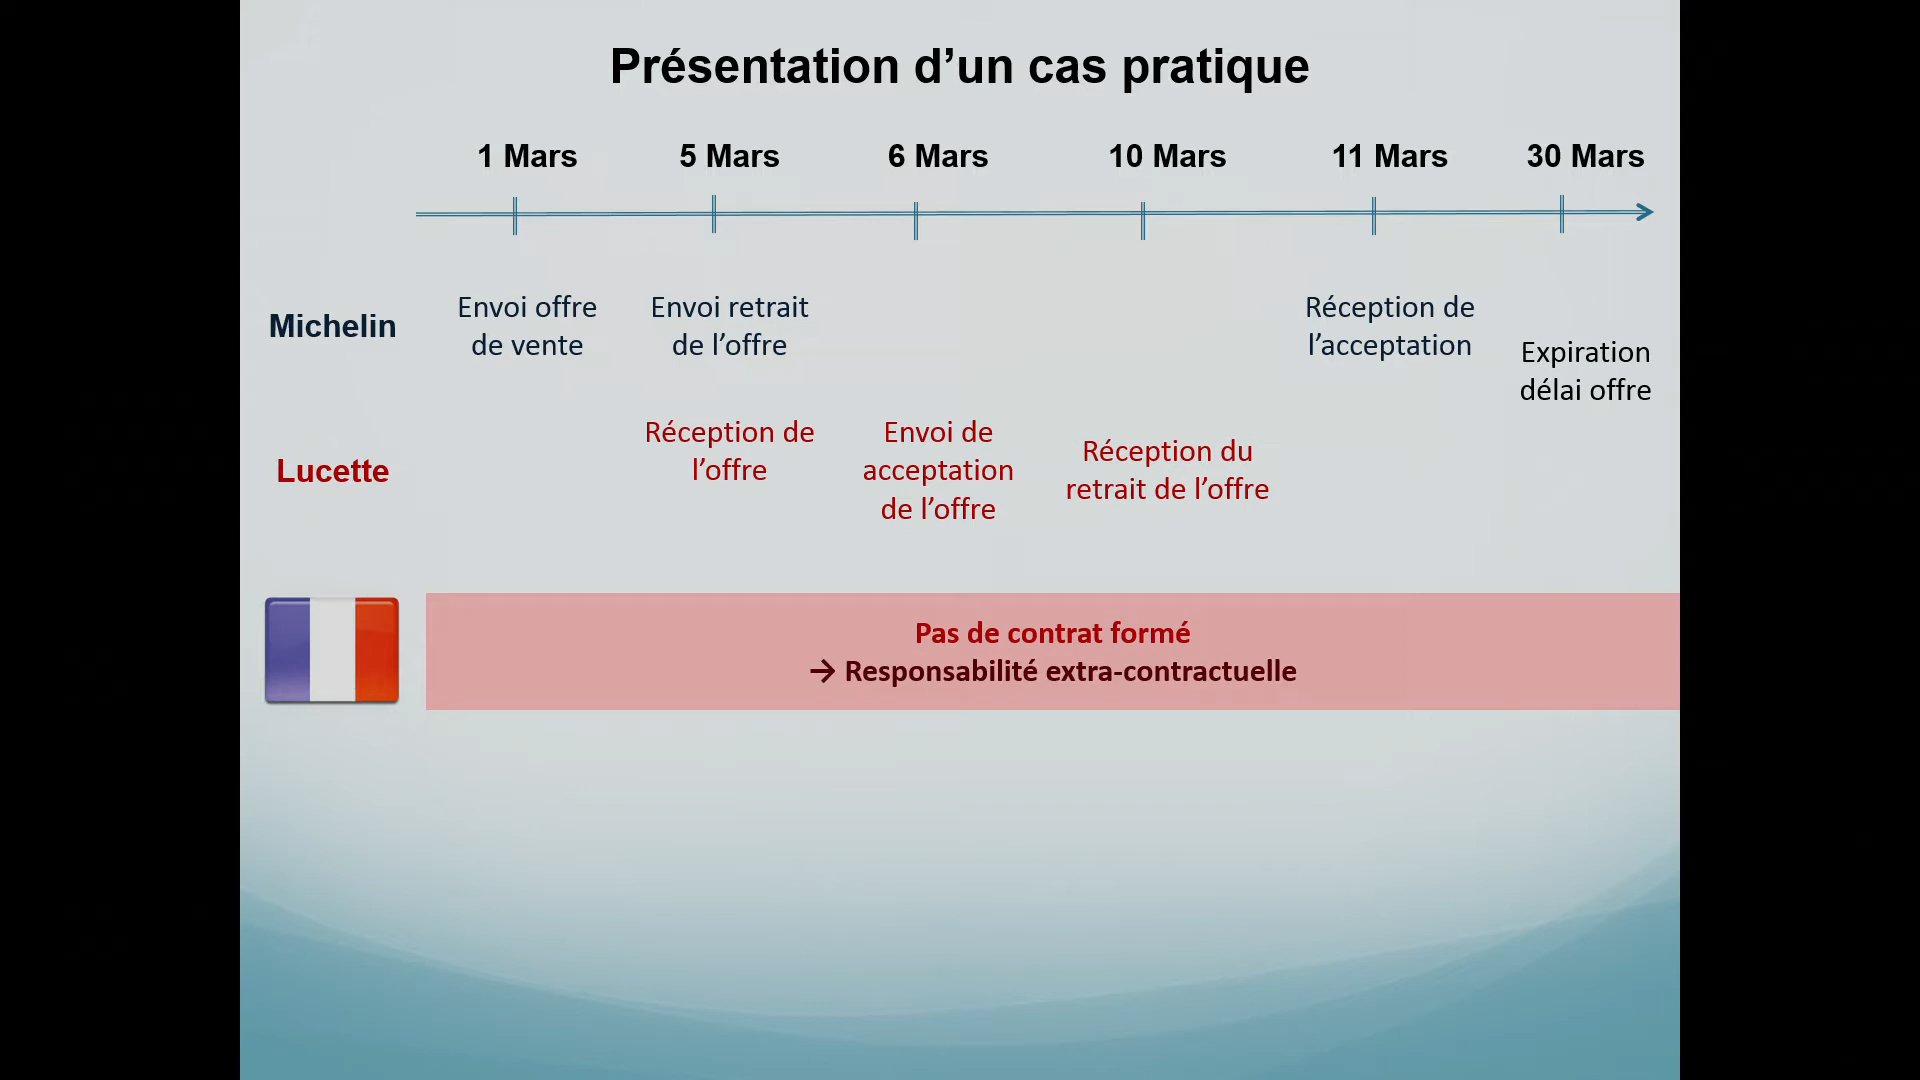 Présentation d’un cas pratique
1 Mars
5 Mars
6 Mars
10 Mars
11 Mars
30 Mars
Michelin
Envoi offre
de vente
Envoi retrait
de l’offre
Réception de
l’acceptation
Expiration
délai offre
Lucette
Réception de
l’offre
Envoi de
acceptation
de l’offre
Réception du
retrait de l’offre
Pas de contrat formé
→ Responsabilité extra-contractuelle